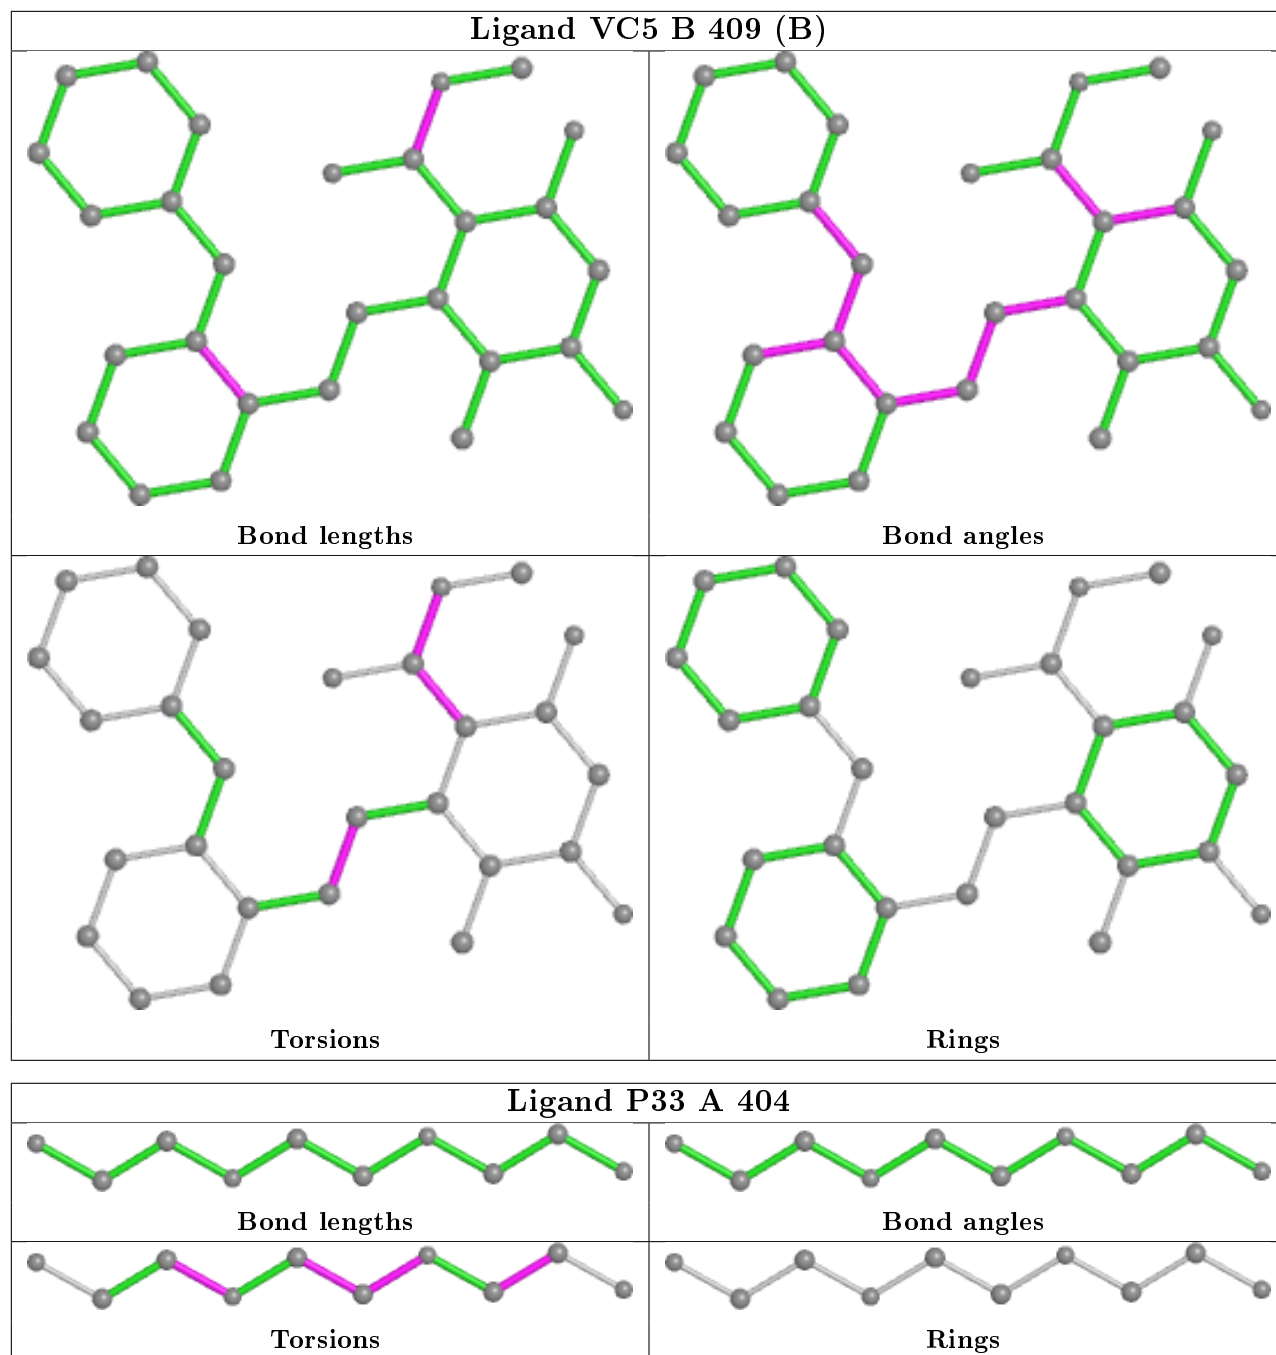 Ligand VC5 B 409 (B)
Bond lengths
Bond angles
Torsions
Rings
Ligand P33 A 404
Bond lengths
Bond angles
Torsions
Rings